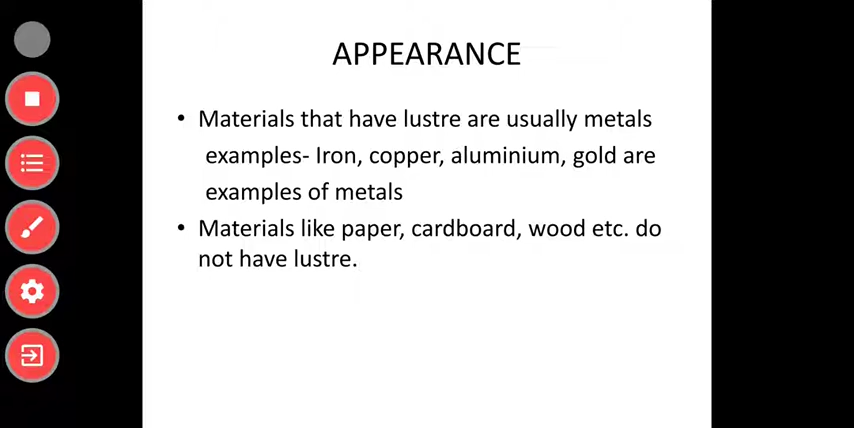 APPEARANCE
• Materials that have lustre are usually metals
examples- Iron, copper, aluminium, gold are
examples of metals
• Materials like paper, cardboard, wood etc. do
not have lustre.